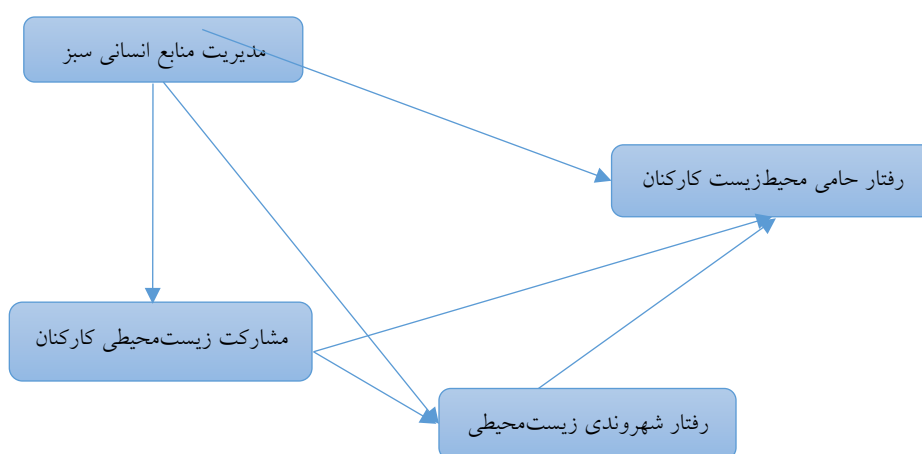 مدیریت منابع انسانی سبز
رفتار حامی محیط‌زیست کارکنان
مشارکت زیست‌محیطی کارکنان
رفتار شهروندی زیست‌محیطی